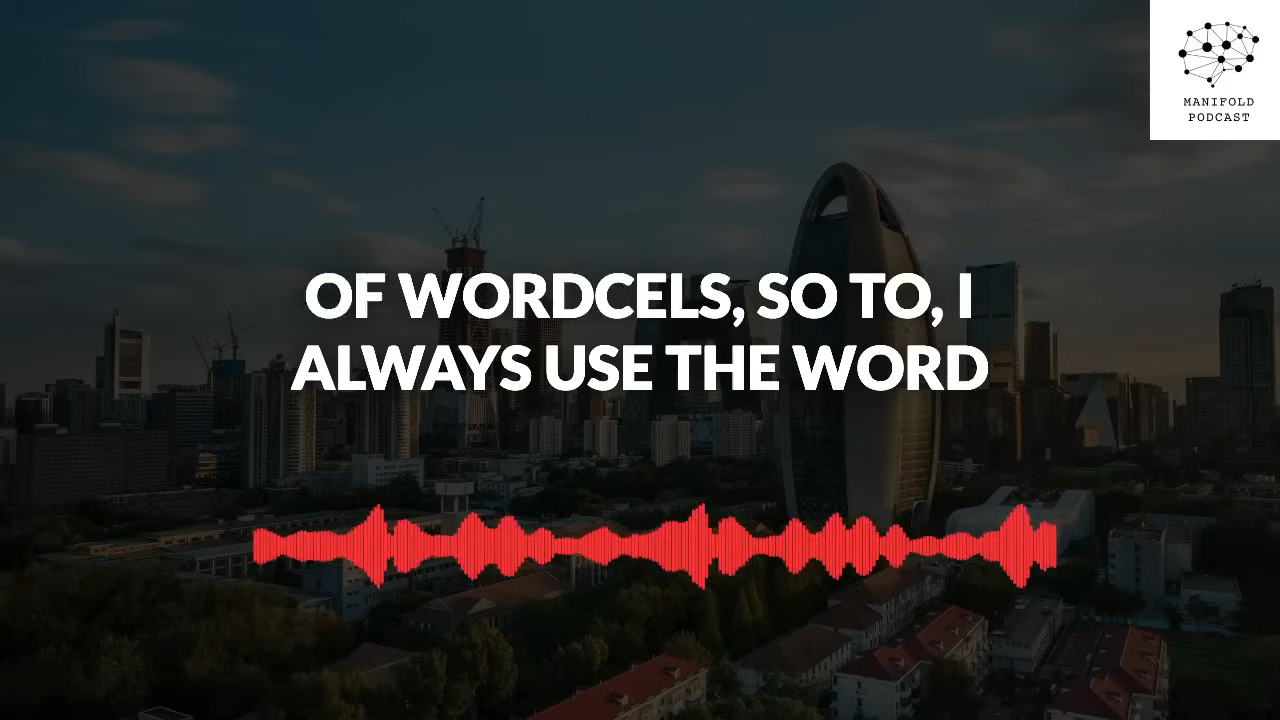 MANIFOLD
PODCAST
OF WORDCELS, SO TO, I
ALWAYS USE THE WORD